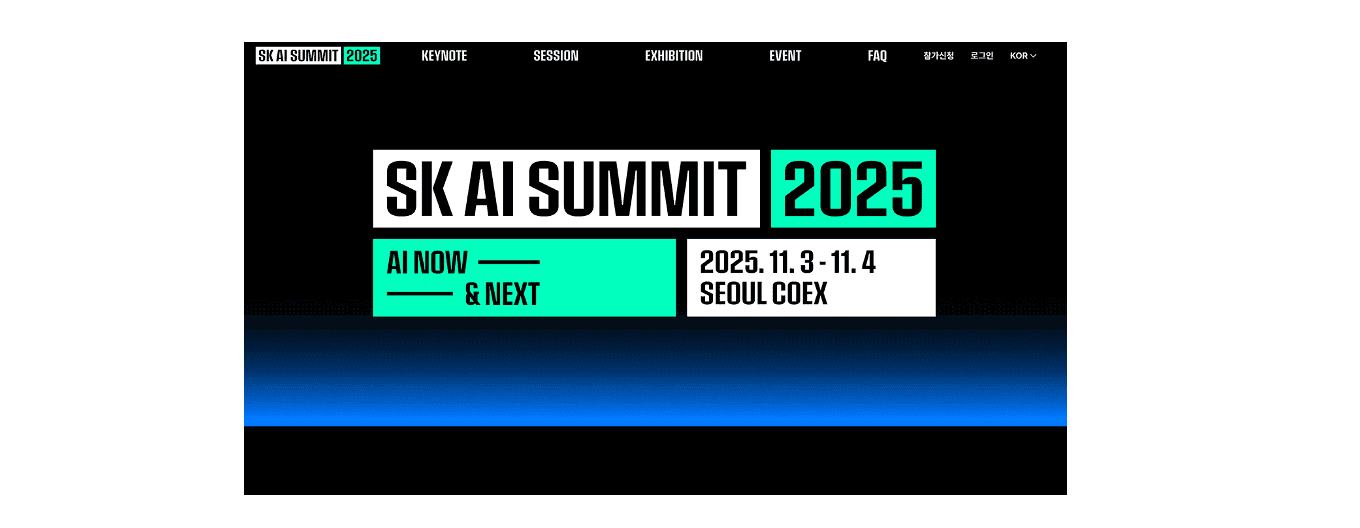 SK AI SUMMIT 2025 KEYNOTE SESSION EXHIBITION EVENT FAQ 참가신청 로그인 KOR
SK AI SUMMIT 2025
AI NOW
& NEXT
2025. 11. 3 - 11. 4
SEOUL COEX